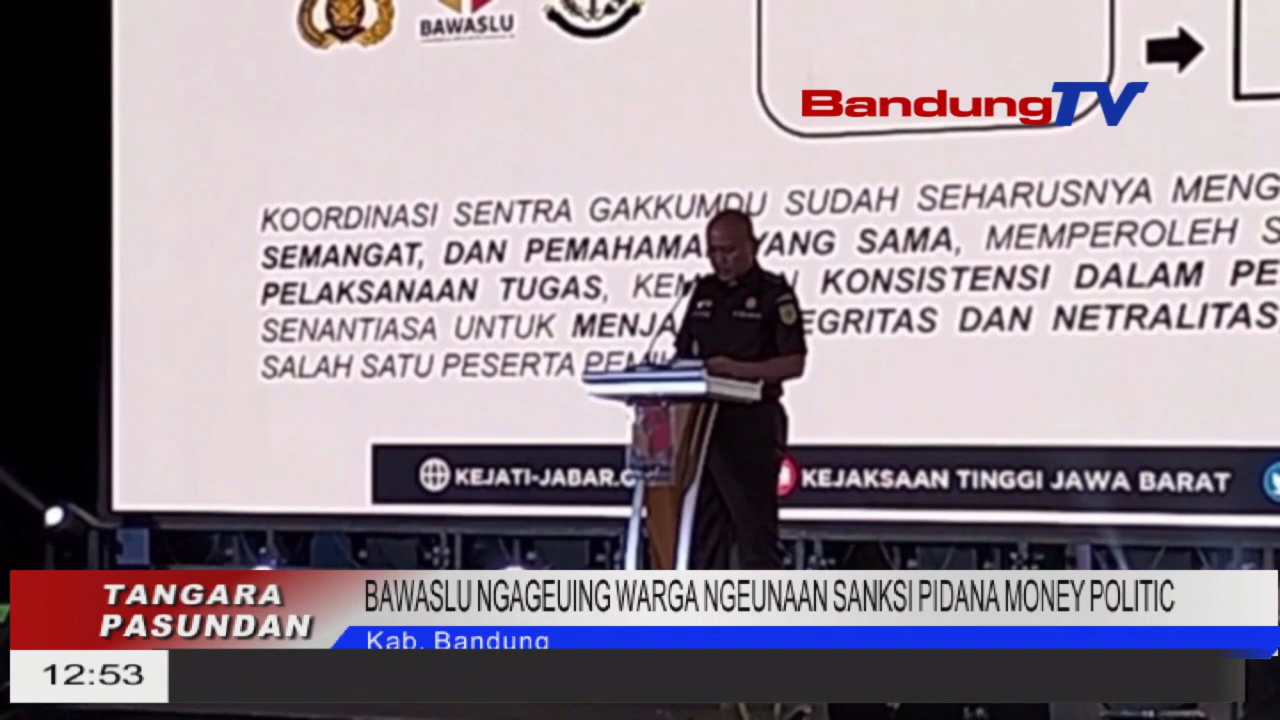 BAWASLU
BandungTV
KOORDINASI SENTRA GAKKUMDU SUDAH SEHARUSNYA MENG
SEMANGAT, DAN PEMAHAMA YANG SAMA, MEMPEROLEH S
PELAKSANAAN TUGAS, KEM KONSISTENSI DALAM PE
SENANTIASA UNTUK MENJA EGRITAS DAN NETRALITAS
SALAH SATU PESERTA PEMI
KEJATI-JABAR.G
KEJAKSAAN TINGGI JAWA BARAT
TANGARA
PASUNDAN
BAWASLU NGAGEUING WARGA NGEUNAAN SANKSI PIDANA MONEY POLITIC
Kab. Bandung
12:53